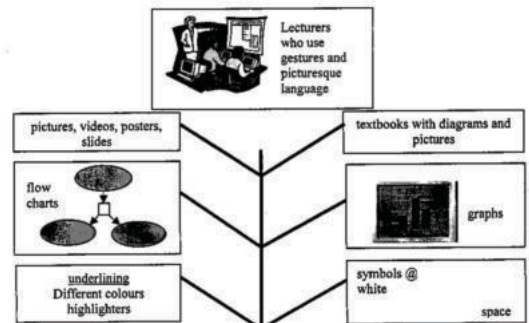 Lecturers
who use
gestures and
picturesque
language
pictures, videos, posters,
slides
textbooks with diagrams and
pictures
flow
charts
graphs
underlining
Different colours
highlighters
symbols @
white
space